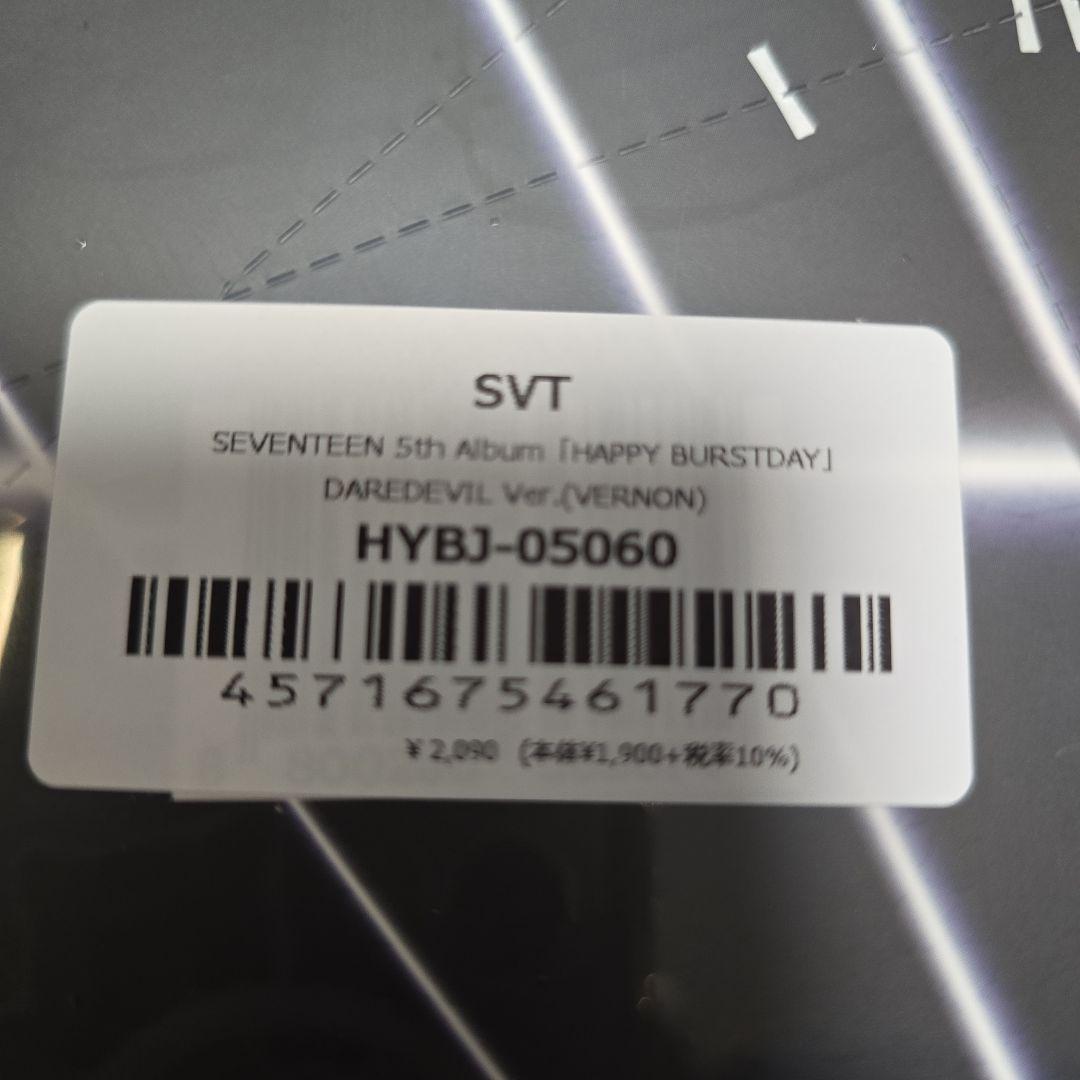 SVT
SEVENTEEN 5th Album「HAPPY BURSTDAY」
DAREDEVIL Ver.(VERNON)
HYBJ-05060
4571675461770
¥2,090 (本体¥1,900+税率10%)